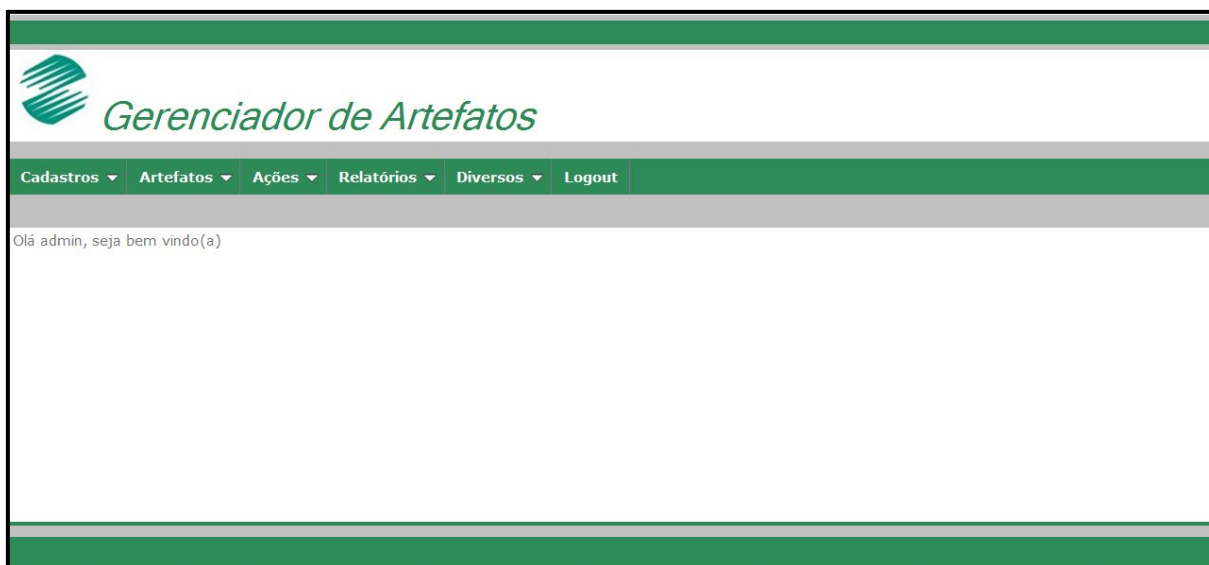 Gerenciador de Artefatos
Cadastros Artefatos Ações Relatórios Diversos Logout
Olá admin, seja bem vindo(a)